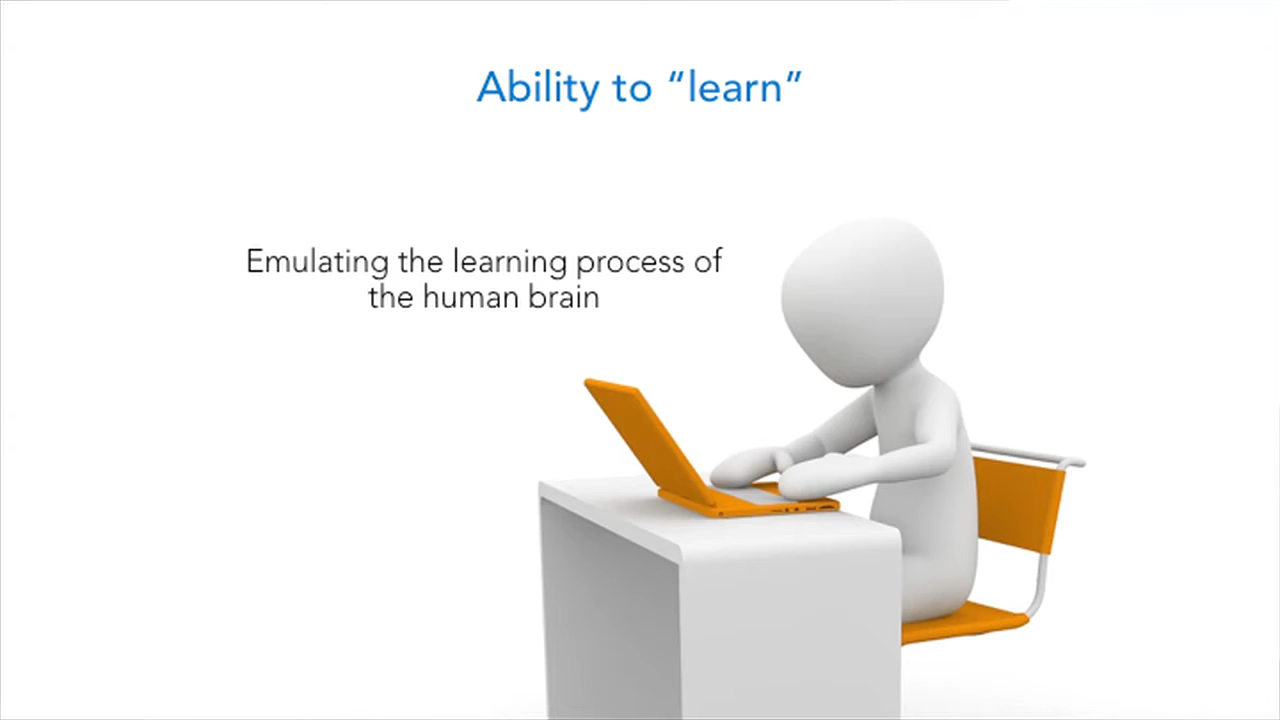 Ability to “learn”
Emulating the learning process of
the human brain